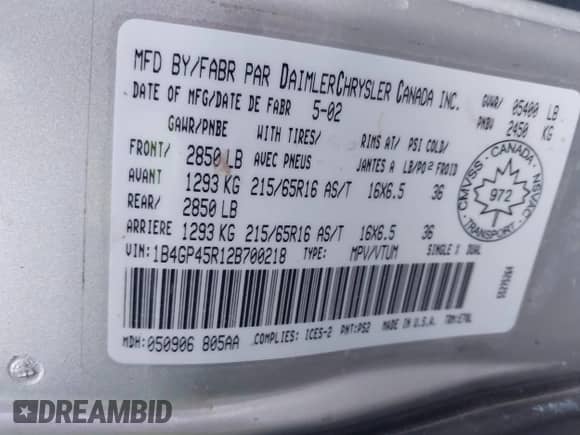 MFD BY/FABR PAR DAIMLERCHRYSLER CANADA INC.
GVWR/ 05400 LB
PNBV 2450 KG
DATE OF MFG/DATE DE FABR 5-02
GAWR/PNBE WITH TIRES/ RIMS AT/ PSI COLD/
FRONT/ 2850 LB AVEC PNEUS JANTES A LB/PO² FROID
AVANT 1293 KG 215/65R16 AS/T 16X6.5 36
REAR/ 2850 LB
ARRIERE 1293 KG 215/65R16 AS/T 16X6.5 36
CMVSS · CANADA · NSVAC · TRANSPORT ·
972
VIN: 1B4GP45R12B700218 TYPE: MPV/VTUM SINGLE X DUAL
MDH: 050906 805AA COMPLIES: ICES-2 PNT: PS2 MADE IN U.S.A. TRM: E7DL
DREAMBID